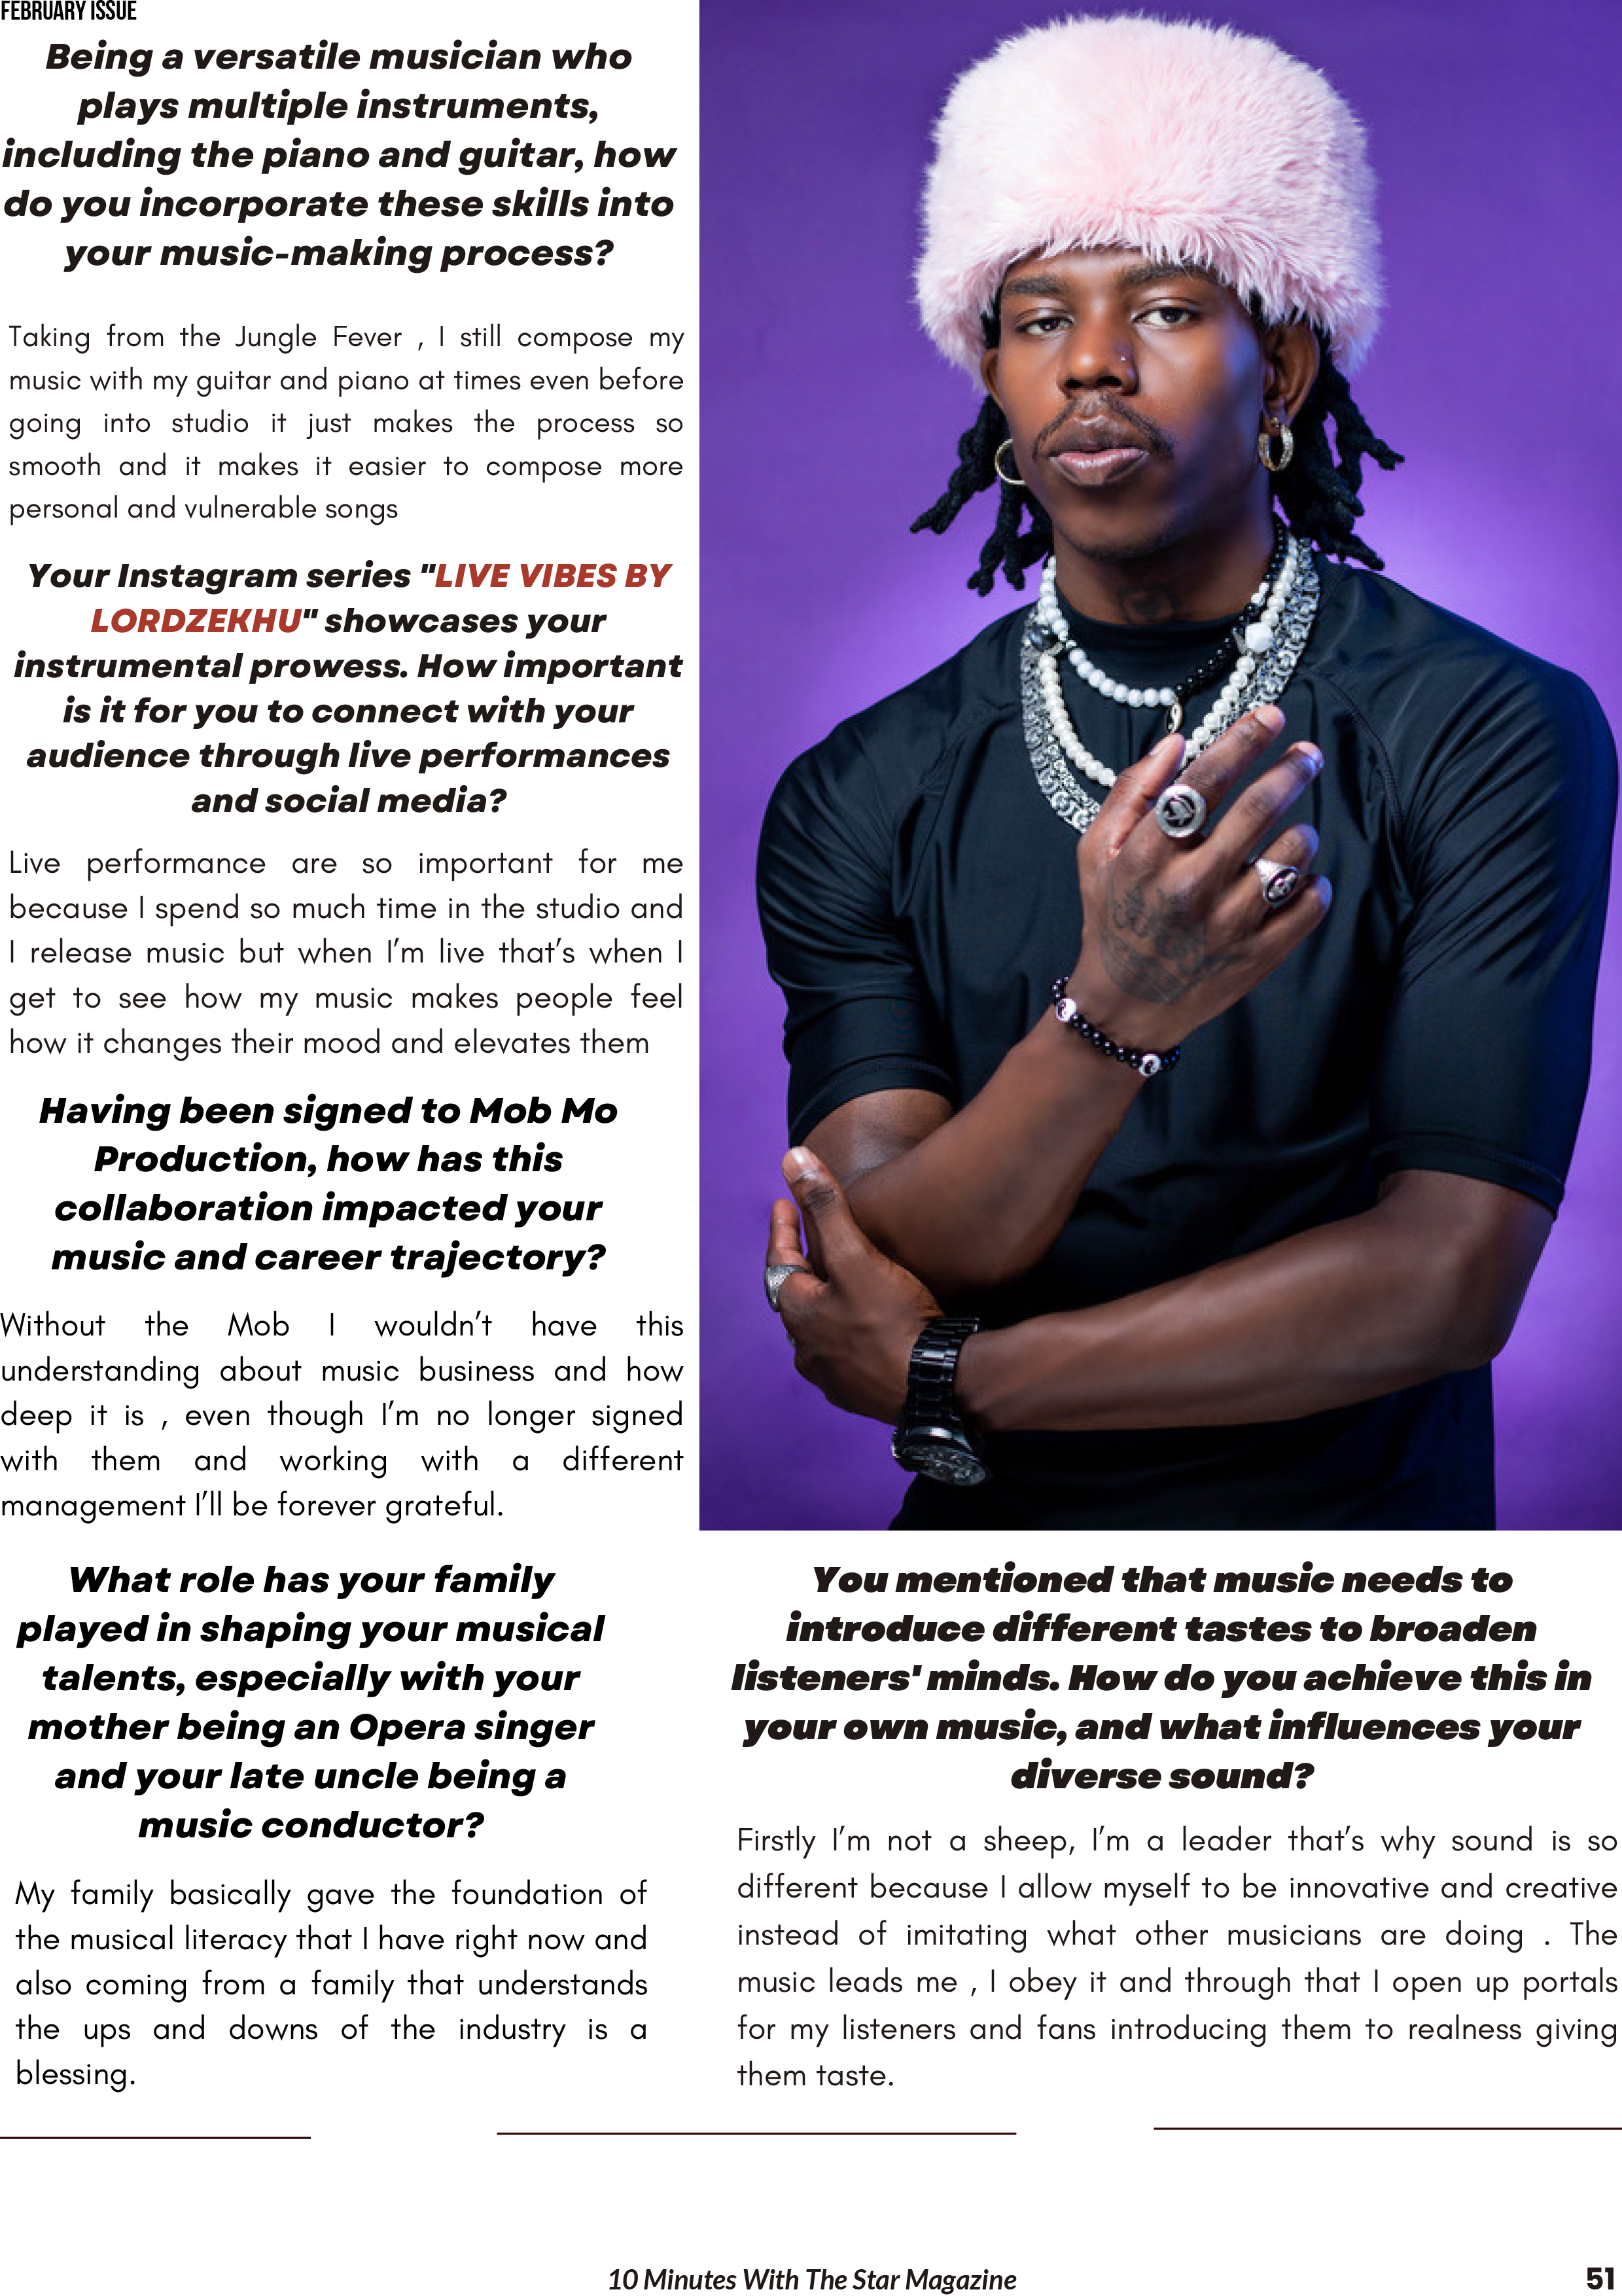 FEBRUARY ISSUE
Being a versatile musician who
plays multiple instruments,
including the piano and guitar, how
do you incorporate these skills into
your music-making process?
Taking from the Jungle Fever , I still compose my
music with my guitar and piano at times even before
going into studio it just makes the process so
smooth and it makes it easier to compose more
personal and vulnerable songs
Your Instagram series "LIVE VIBES BY
LORDZEKHU" showcases your
instrumental prowess. How important
is it for you to connect with your
audience through live performances
and social media?
Live performance are so important for me
because I spend so much time in the studio and
I release music but when I'm live that's when I
get to see how my music makes people feel
how it changes their mood and elevates them
Having been signed to Mob Mo
Production, how has this
collaboration impacted your
music and career trajectory?
Without the Mob I wouldn't have this
understanding about music business and how
deep it is , even though I'm no longer signed
with them and working with a different
management I'll be forever grateful.
What role has your family
played in shaping your musical
talents, especially with your
mother being an Opera singer
and your late uncle being a
music conductor?
My family basically gave the foundation of
the musical literacy that I have right now and
also coming from a family that understands
the ups and downs of the industry is a
blessing.
You mentioned that music needs to
introduce different tastes to broaden
listeners' minds. How do you achieve this in
your own music, and what influences your
diverse sound?
Firstly I'm not a sheep, I'm a leader that's why sound is so
different because I allow myself to be innovative and creative
instead of imitating what other musicians are doing . The
music leads me , I obey it and through that I open up portals
for my listeners and fans introducing them to realness giving
them taste.
10 Minutes With The Star Magazine
51